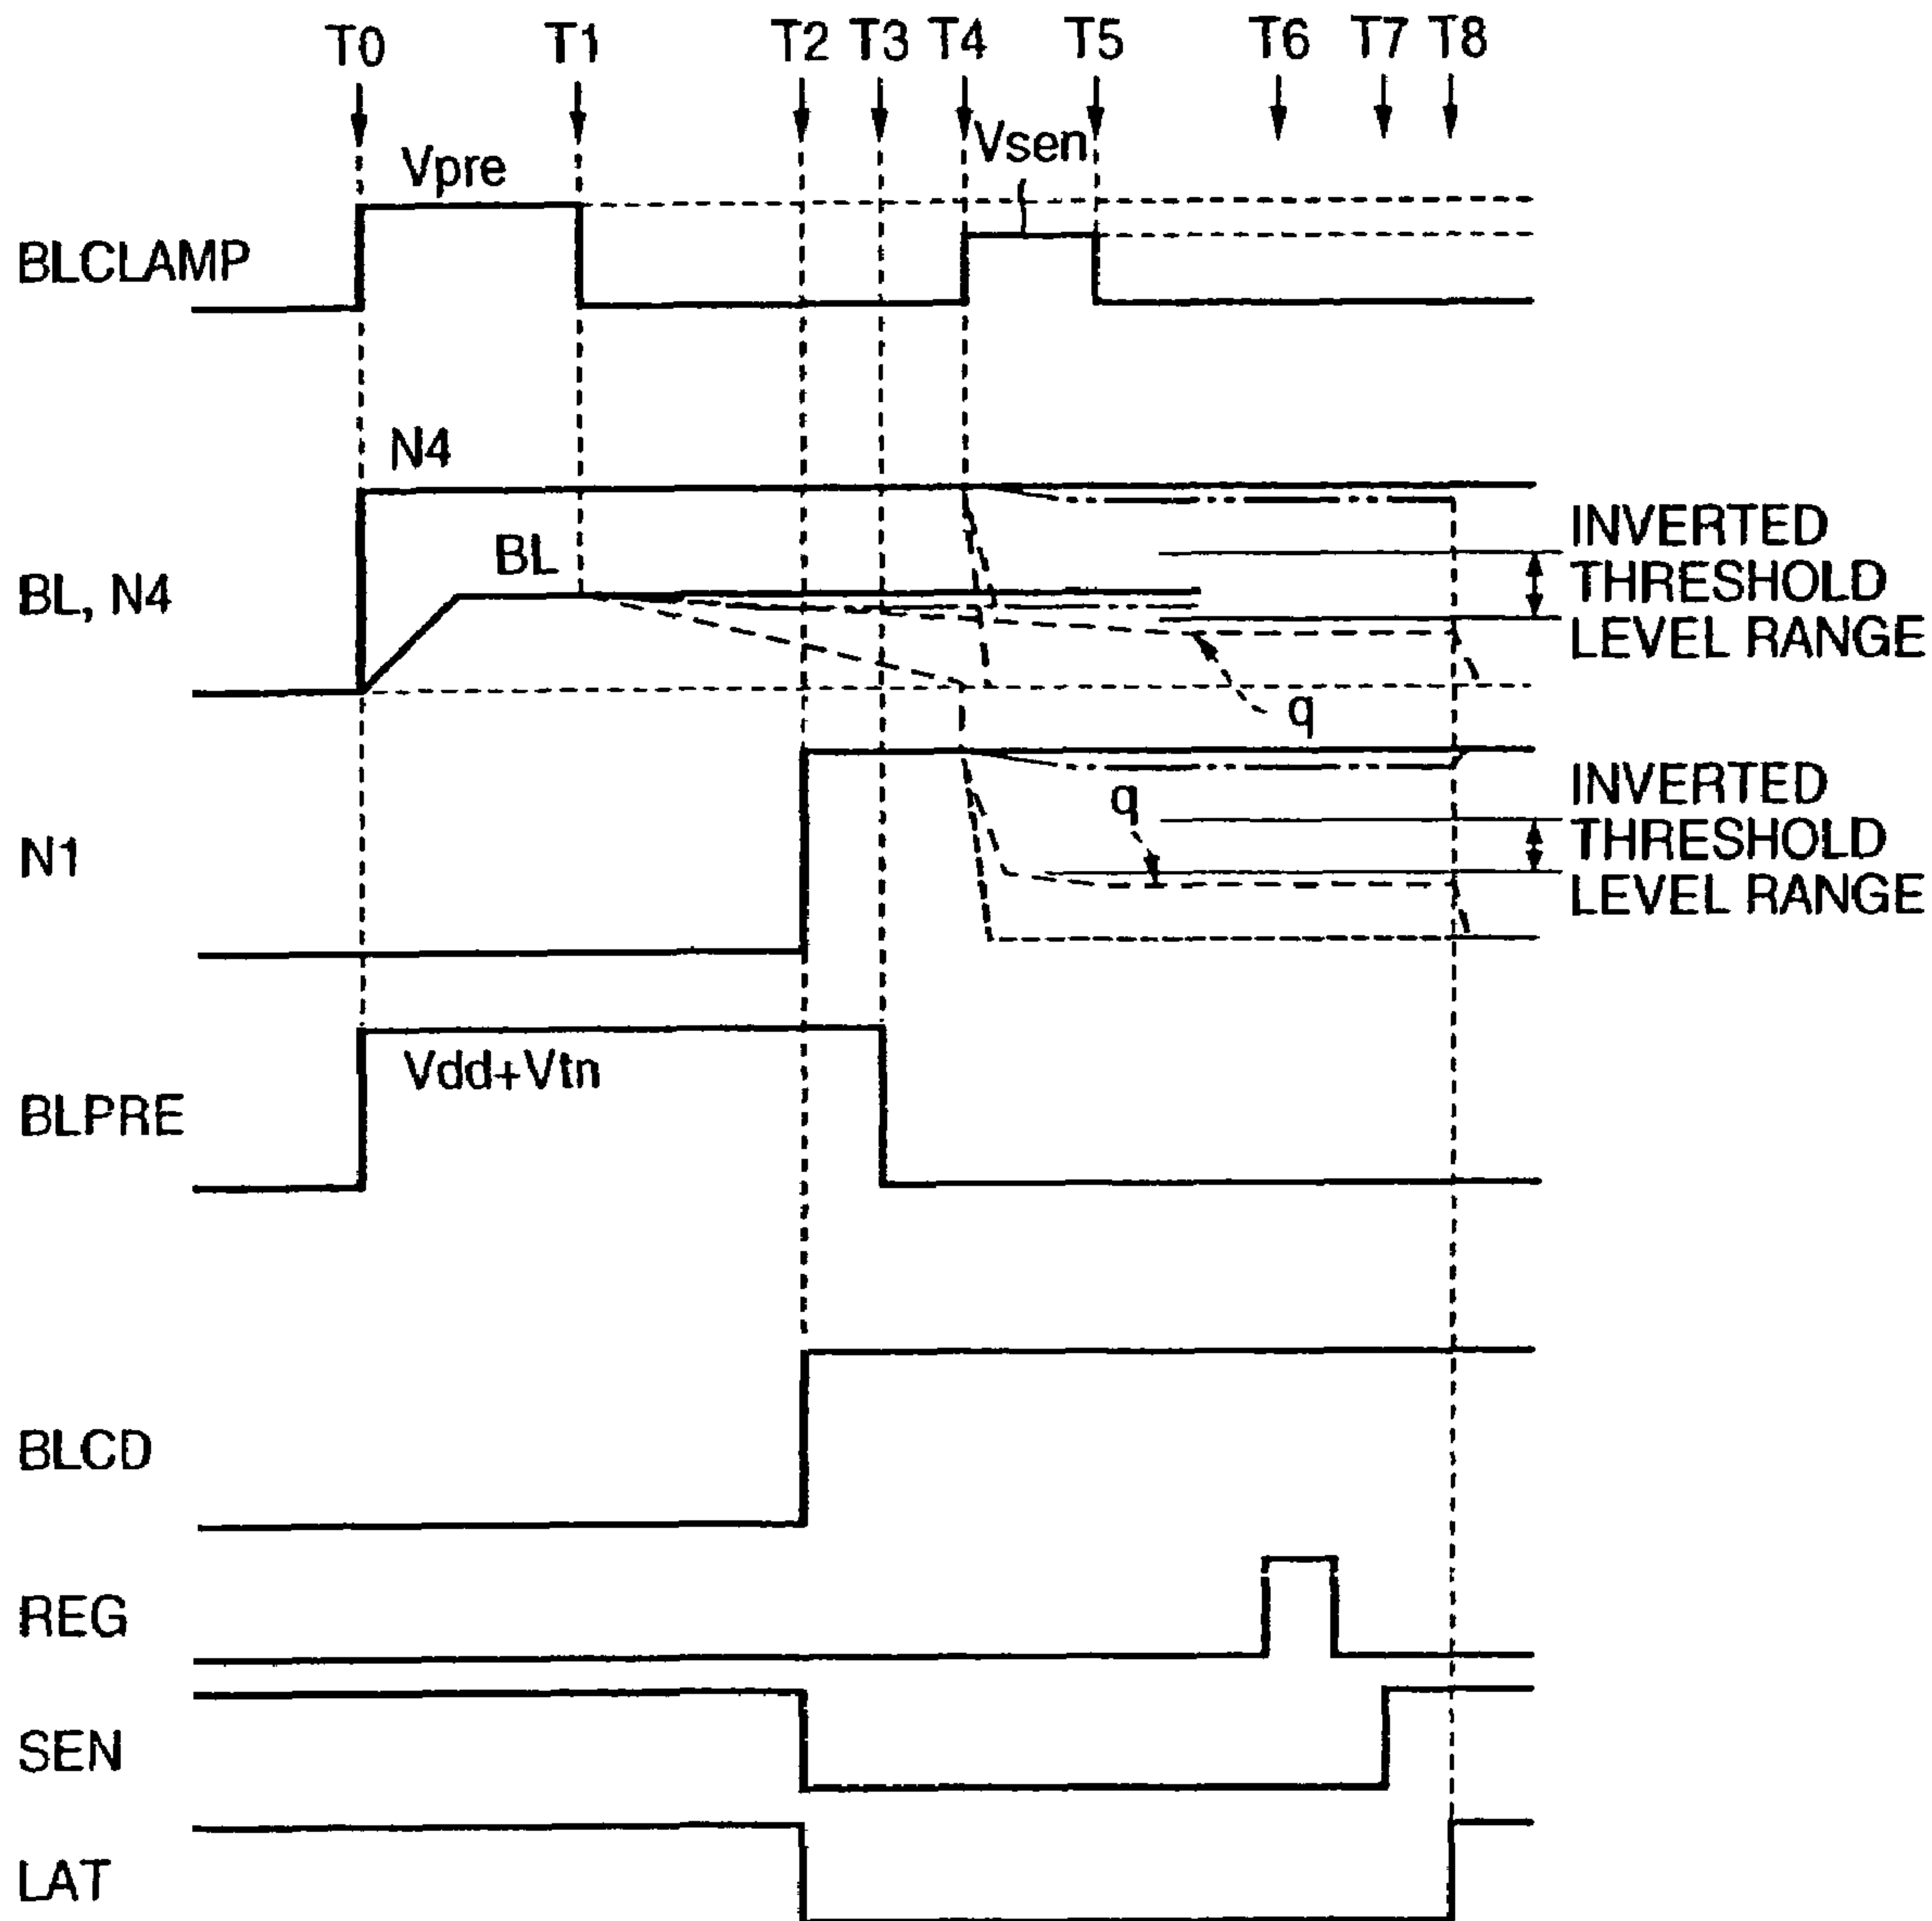 T0 T1 T2 T3 T4 T5 T6 T7 T8
Vpre
Vsen
BLCLAMP
N4
BL
BL, N4
INVERTED
THRESHOLD
LEVEL RANGE
q
N1
q
INVERTED
THRESHOLD
LEVEL RANGE
Vdd+Vtn
BLPRE
BLCD
REG
SEN
LAT